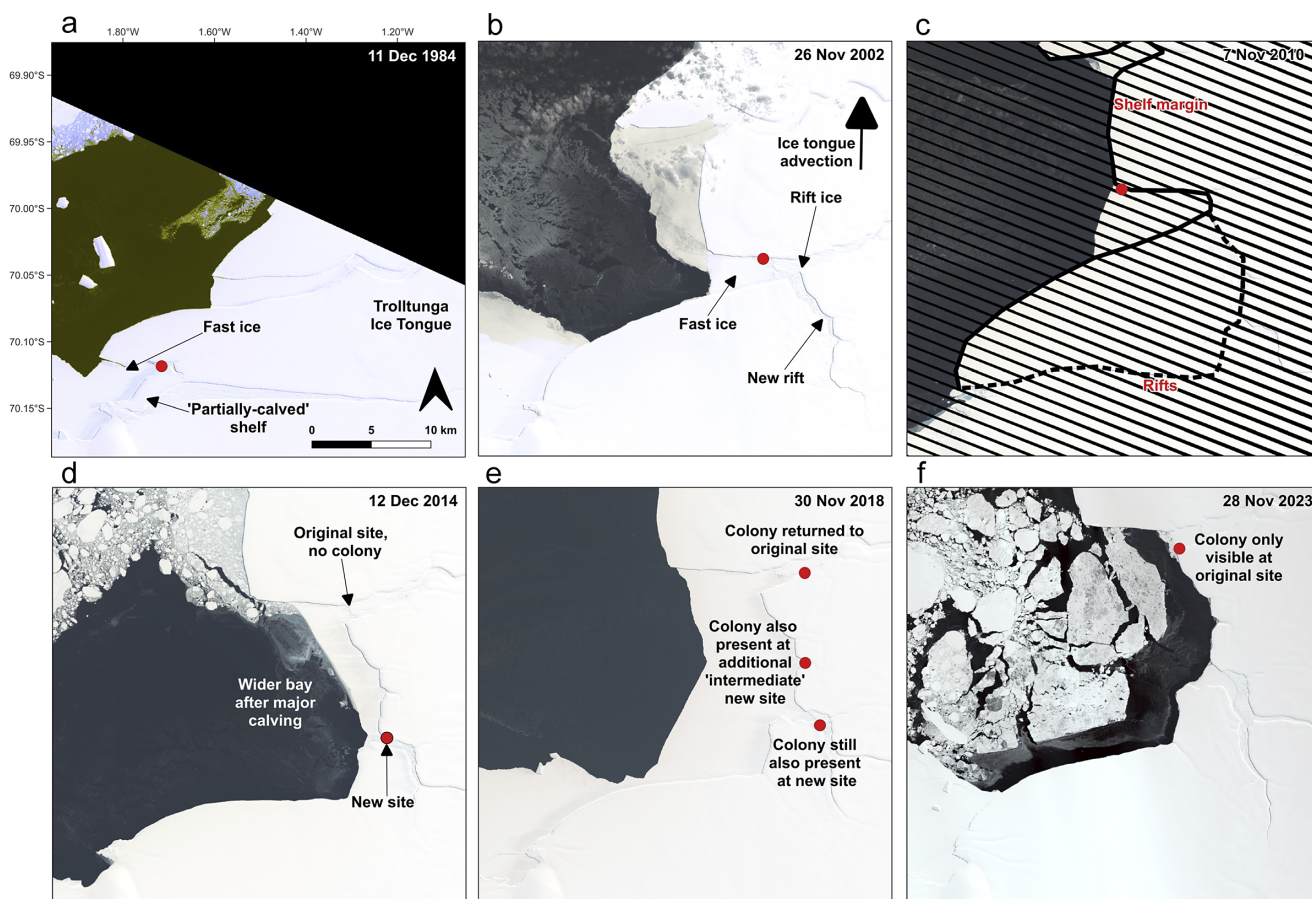 a
1.80°W 1.60°W 1.40°W 1.20°W
11 Dec 1984
69.90°S
69.95°S
70.00°S
70.05°S
70.10°S
70.15°S
Trolltunga
Ice Tongue
Fast ice
'Partially-calved'
shelf
0 5 10 km
b
26 Nov 2002
Ice tongue
advection
Rift ice
Fast ice
New rift
c
7 Nov 2010
Shelf margin
Rifts
d
12 Dec 2014
Original site,
no colony
Wider bay
after major
calving
New site
e
30 Nov 2018
Colony returned to
original site
Colony also
present at
additional
'intermediate'
new site
Colony still
also present
at new site
f
28 Nov 2023
Colony only
visible at
original site